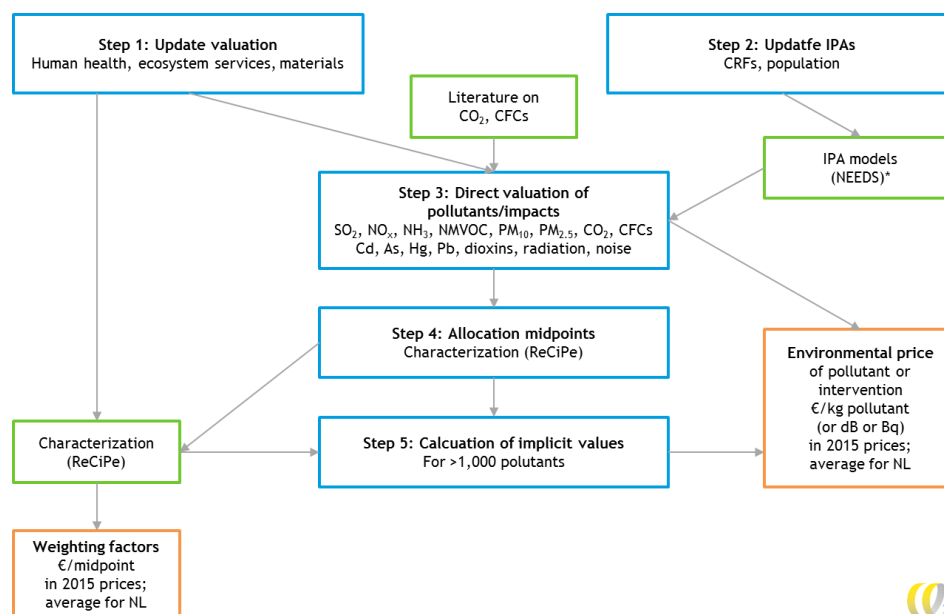 Step 1: Update valuation
Human health, ecosystem services, materials
Step 2: Updatfe IPAs
CRFs, population
Literature on
CO₂, CFCs
IPA models
(NEEDS)*
Step 3: Direct valuation of
pollutants/impacts
SO₂, NOₓ, NH₃, NMVOC, PM₁₀, PM₂.₅, CO₂, CFCs
Cd, As, Hg, Pb, dioxins, radiation, noise
Step 4: Allocation midpoints
Characterization (ReCiPe)
Environmental price
of pollutant or
intervention
€/kg pollutant
(or dB or Bq)
in 2015 prices;
average for NL
Characterization
(ReCiPe)
Step 5: Calcuation of implicit values
For >1,000 polutants
Weighting factors
€/midpoint
in 2015 prices;
average for NL